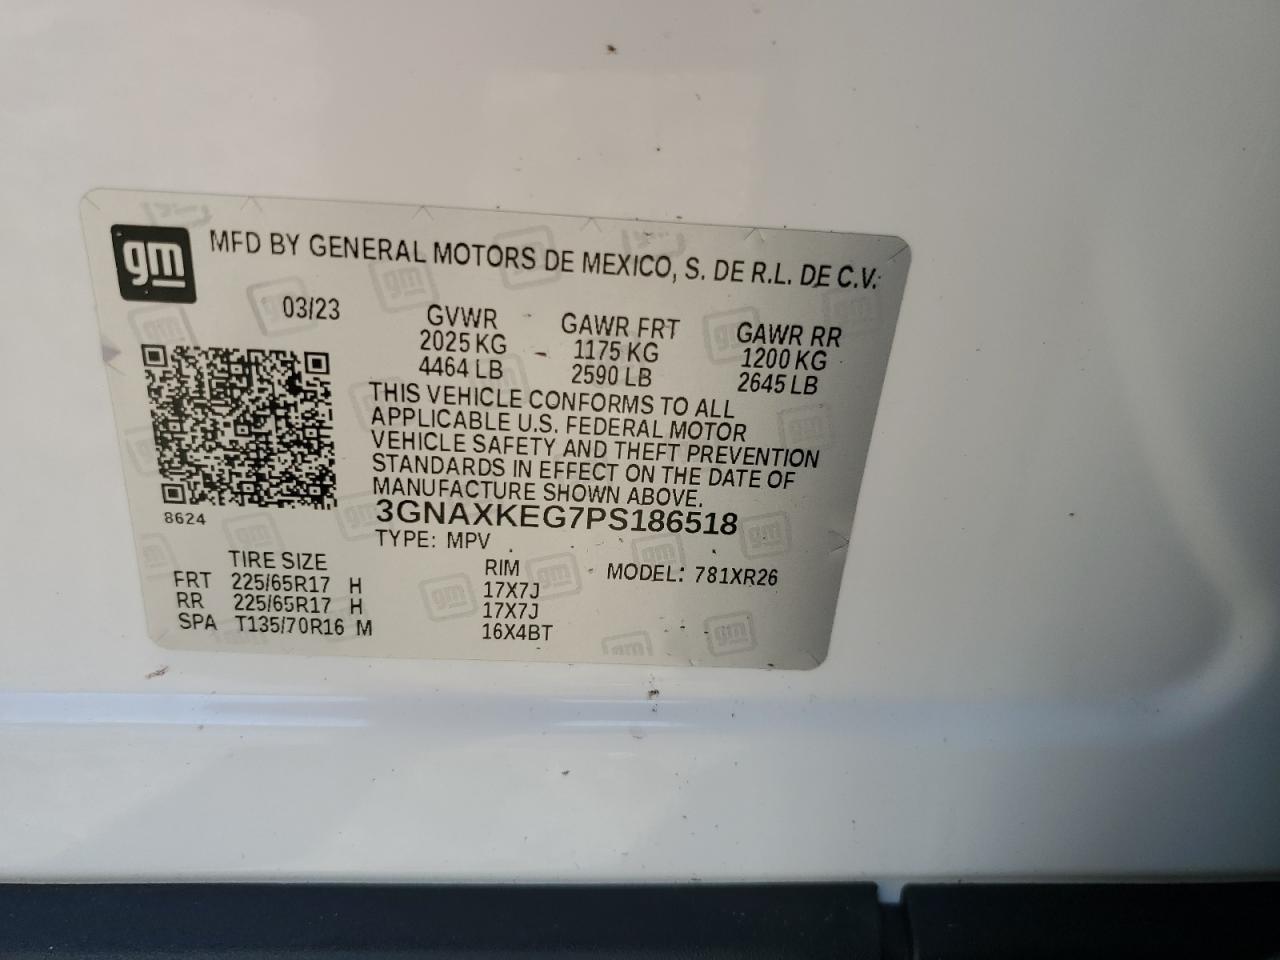 gm MFD BY GENERAL MOTORS DE MEXICO, S. DE R.L. DE C.V.
03/23
GVWR GAWR FRT GAWR RR
2025 KG 1175 KG 1200 KG
4464 LB 2590 LB 2645 LB
THIS VEHICLE CONFORMS TO ALL
APPLICABLE U.S. FEDERAL MOTOR
VEHICLE SAFETY AND THEFT PREVENTION
STANDARDS IN EFFECT ON THE DATE OF
MANUFACTURE SHOWN ABOVE.
8624
3GNAXKEG7PS186518
TYPE: MPV
TIRE SIZE RIM MODEL: 781XR26
FRT 225/65R17 H 17X7J
RR 225/65R17 H 17X7J
SPA T135/70R16 M 16X4BT